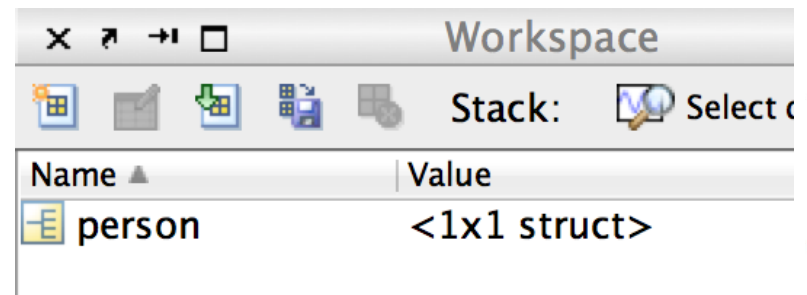 Workspace
Stack: Select
Name Value
person <1x1 struct>